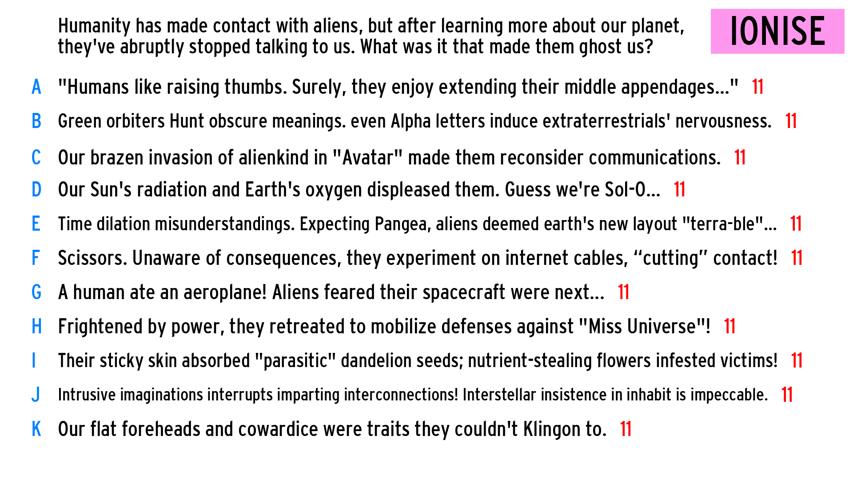 Humanity has made contact with aliens, but after learning more about our planet,
they've abruptly stopped talking to us. What was it that made them ghost us?
IONISE
A "Humans like raising thumbs. Surely, they enjoy extending their middle appendages..." 11
B Green orbiters Hunt obscure meanings. even Alpha letters induce extraterrestrials' nervousness. 11
C Our brazen invasion of alienkind in "Avatar" made them reconsider communications. 11
D Our Sun's radiation and Earth's oxygen displeased them. Guess we're Sol-O... 11
E Time dilation misunderstandings. Expecting Pangea, aliens deemed earth's new layout "terra-ble"... 11
F Scissors. Unaware of consequences, they experiment on internet cables, “cutting” contact! 11
G A human ate an aeroplane! Aliens feared their spacecraft were next... 11
H Frightened by power, they retreated to mobilize defenses against "Miss Universe"! 11
I Their sticky skin absorbed "parasitic" dandelion seeds; nutrient-stealing flowers infested victims! 11
J Intrusive imaginations interrupts imparting interconnections! Interstellar insistence in inhabit is impeccable. 11
K Our flat foreheads and cowardice were traits they couldn't Klingon to. 11